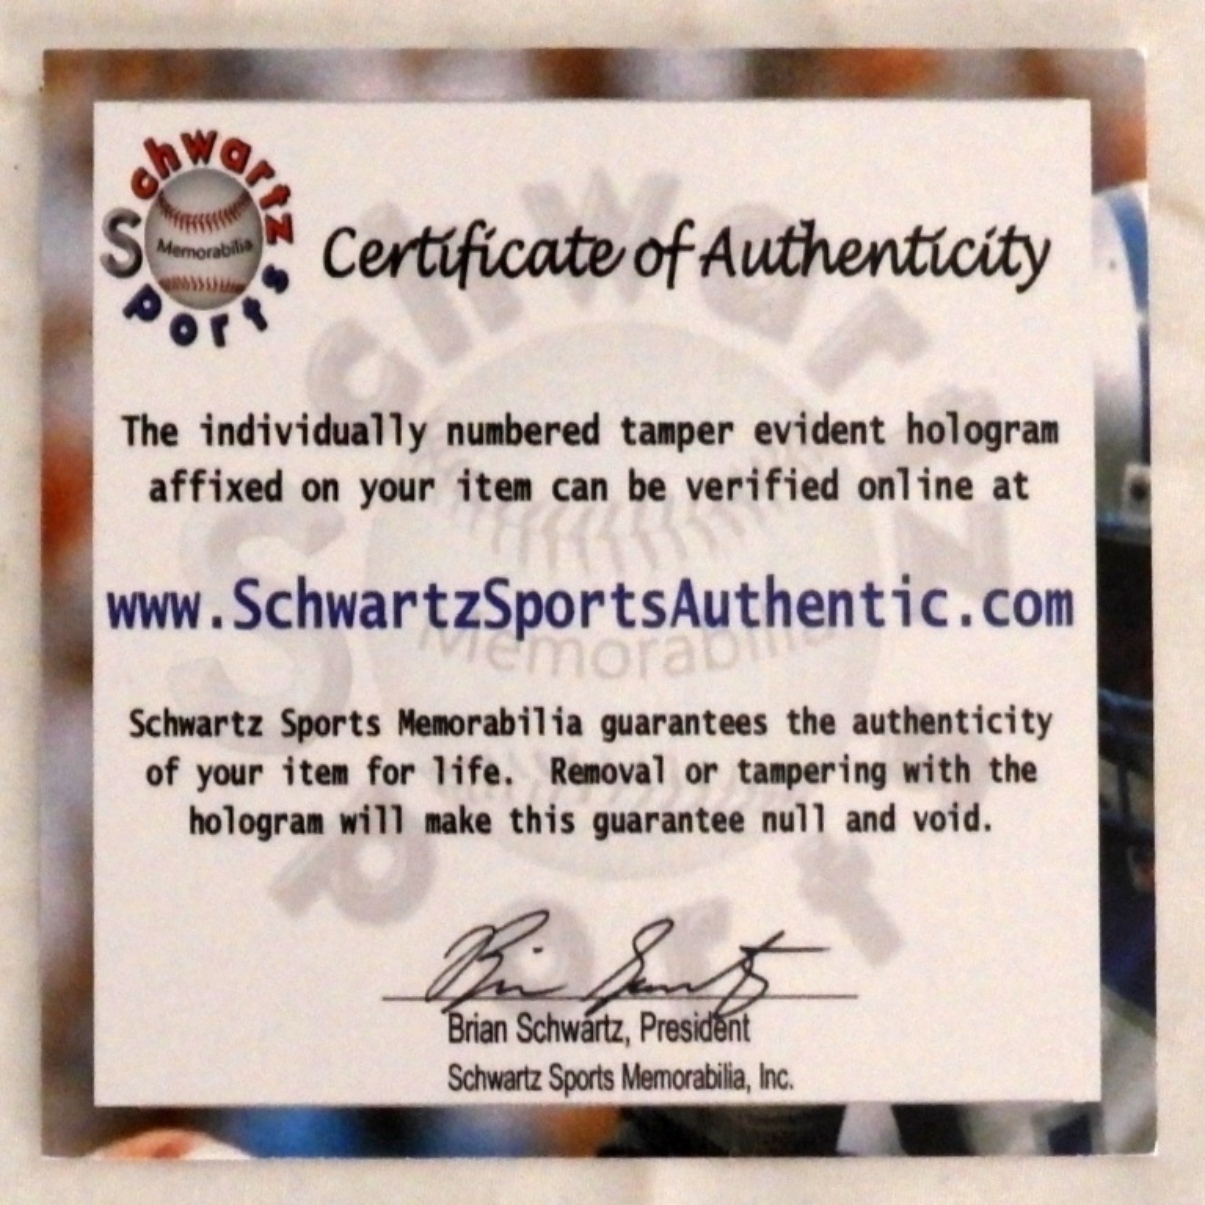 Schwartz
Sports
Memorabilia
Certificate of Authenticity
The individually numbered tamper evident hologram
affixed on your item can be verified online at
www.SchwartzSportsAuthentic.com
Schwartz Sports Memorabilia guarantees the authenticity
of your item for life. Removal or tampering with the
hologram will make this guarantee null and void.
Brian Schwartz
Brian Schwartz, President
Schwartz Sports Memorabilia, Inc.